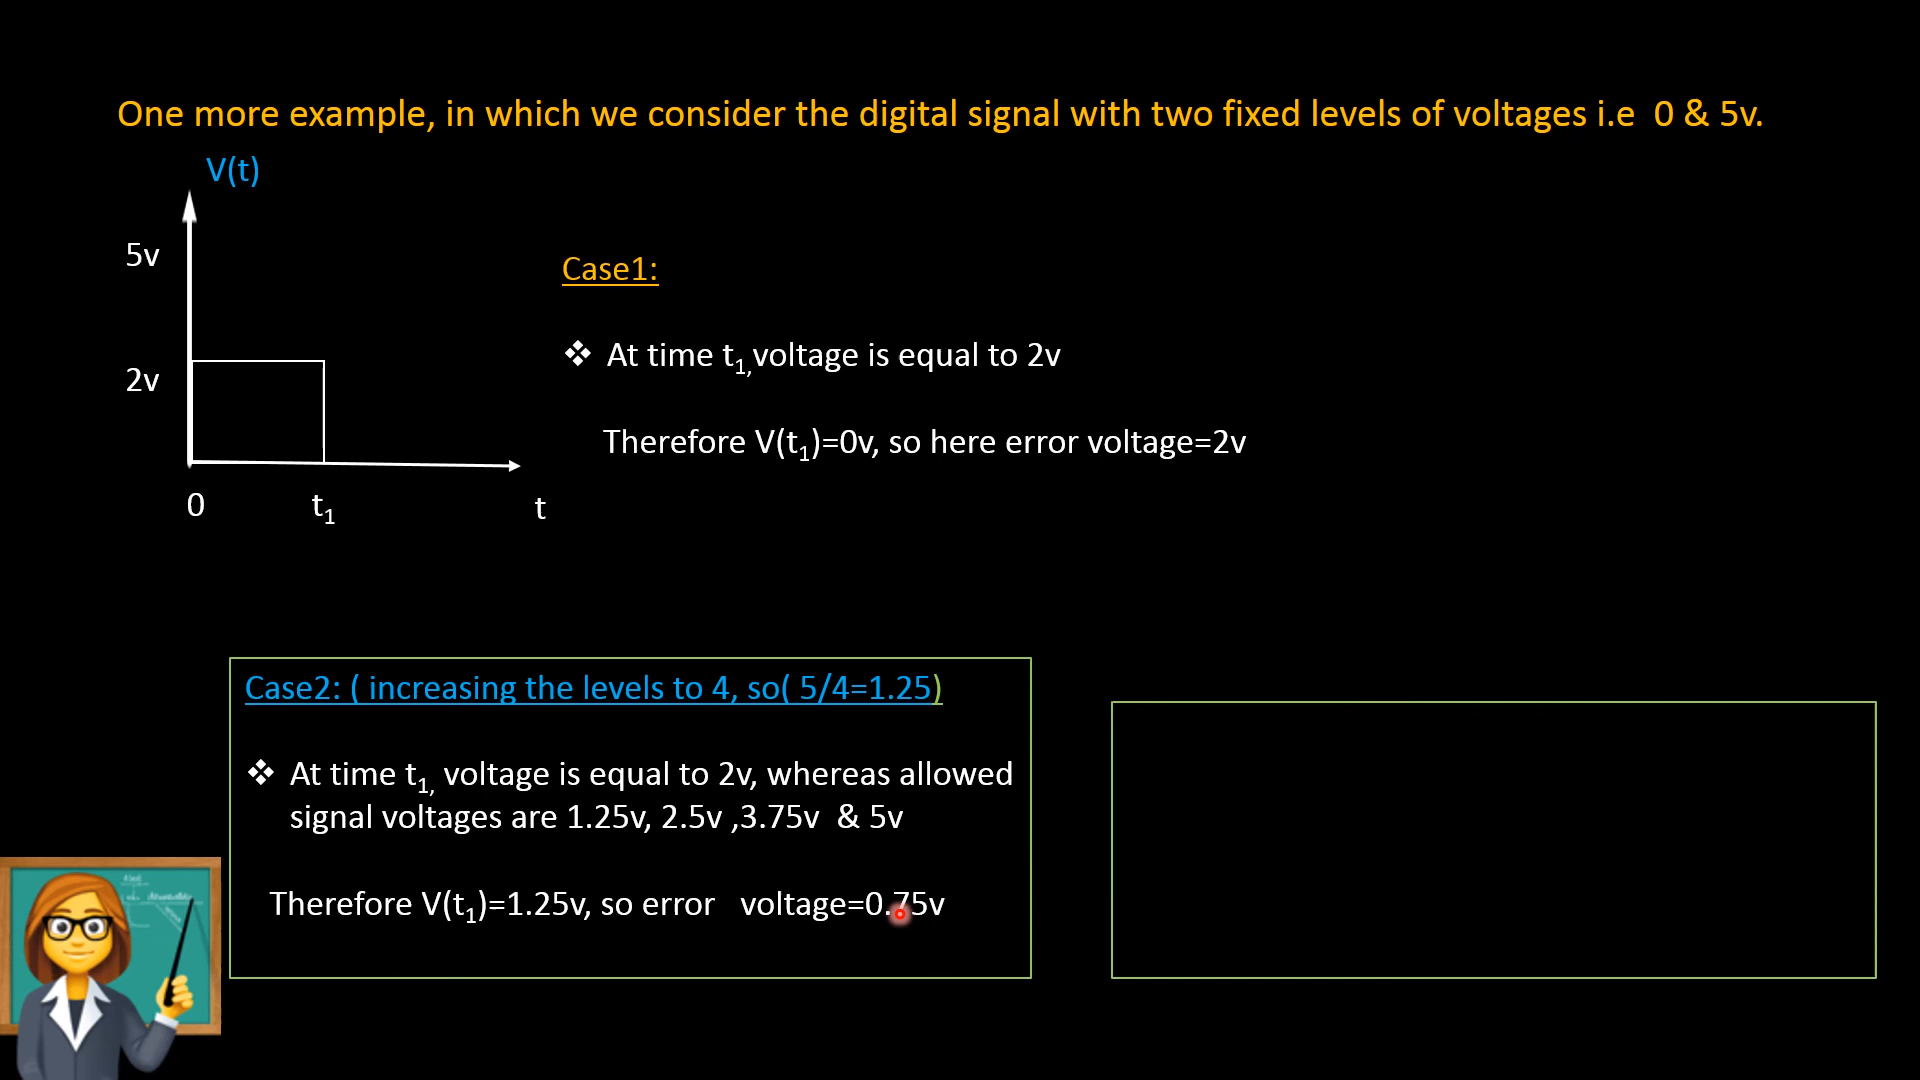 One more example, in which we consider the digital signal with two fixed levels of voltages i.e 0 & 5v.
V(t)
5v
2v
0
t1
t
Case1:
❖ At time t1,voltage is equal to 2v
Therefore V(t1)=0v, so here error voltage=2v
Case2: ( increasing the levels to 4, so( 5/4=1.25)
❖ At time t1, voltage is equal to 2v, whereas allowed
signal voltages are 1.25v, 2.5v ,3.75v & 5v
Therefore V(t1)=1.25v, so error voltage=0.75v